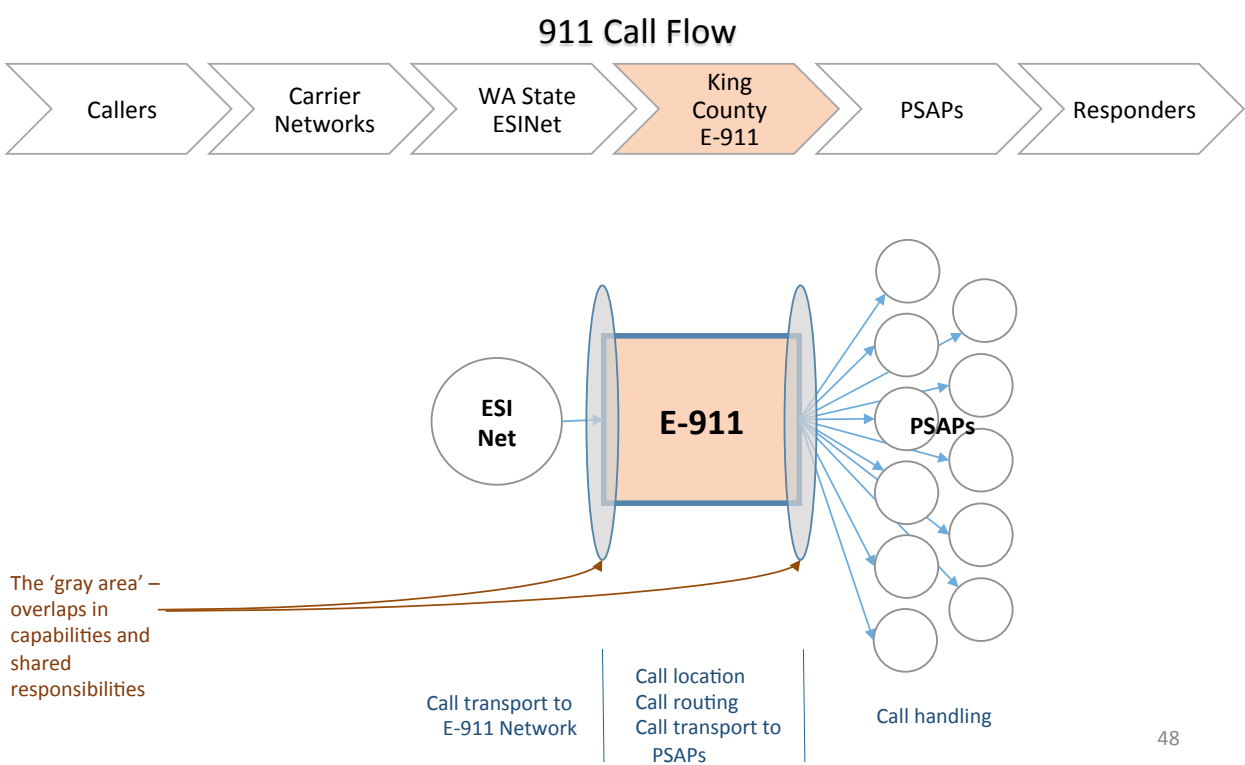 911 Call Flow
Callers
Carrier
Networks
WA State
ESINet
King
County
E-911
PSAPs
Responders
ESI
Net
E-911
PSAPs
The ‘gray area’ –
overlaps in
capabilities and
shared
responsibilities
Call transport to
E-911 Network
Call location
Call routing
Call transport to
PSAPs
Call handling
48